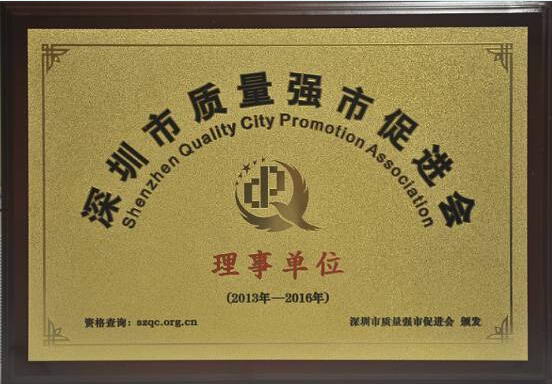 深圳市质量强市促进会
Shenzhen Quality City Promotion Association
理事单位
(2013年—2016年)
资格查询：szqc.org.cn
深圳市质量强市促进会 颁发